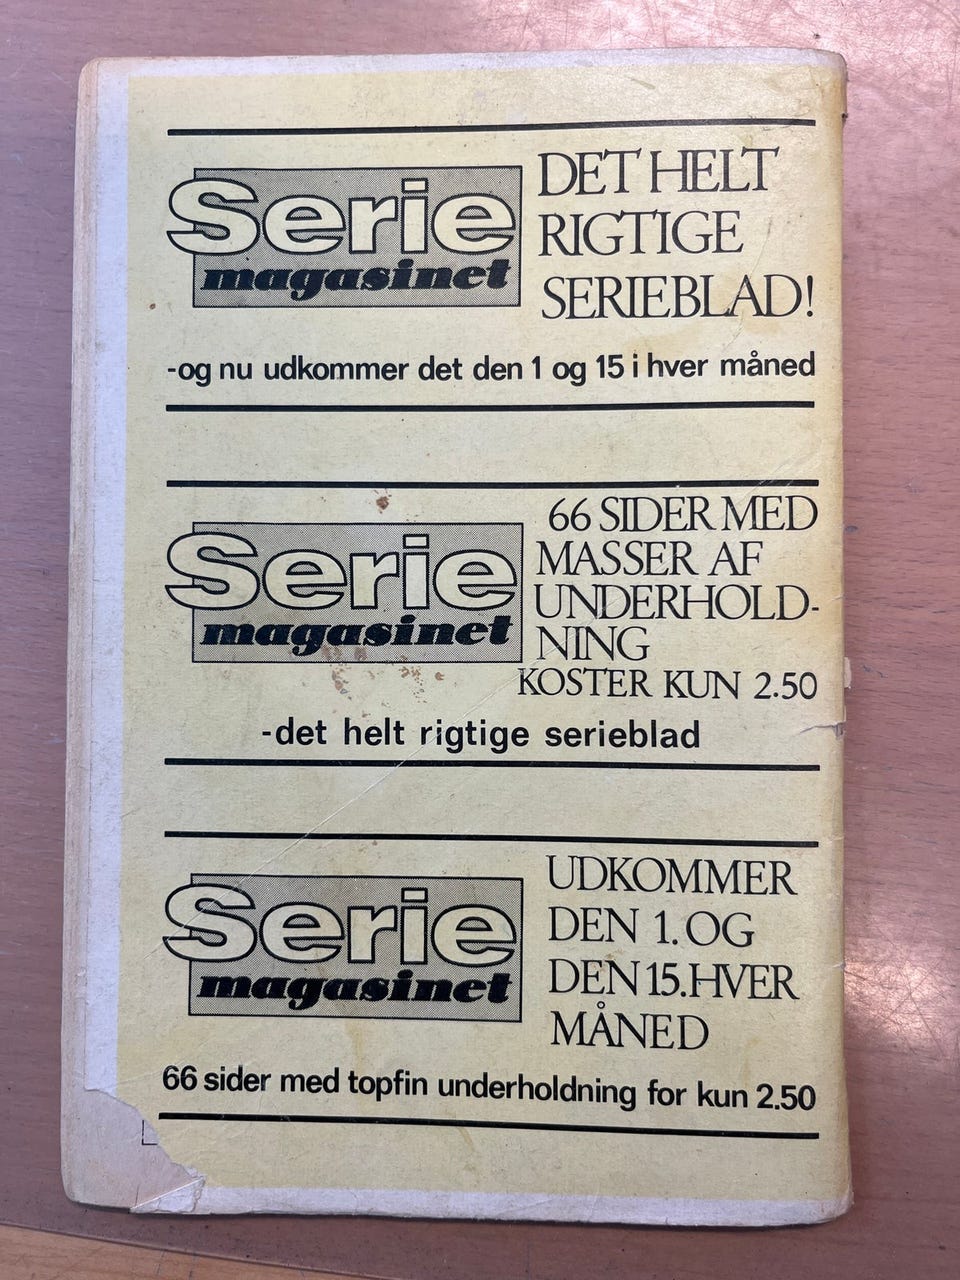 Serie
magasinet
DET HELT
RIGTIGE
SERIEBLAD!
-og nu udkommer det den 1 og 15 i hver måned
Serie
magasinet
66 SIDER MED
MASSER AF
UNDERHOLD-
NING
KOSTER KUN 2.50
-det helt rigtige serieblad
Serie
magasinet
UDKOMMER
DEN 1. OG
DEN 15. HVER
MÅNED
66 sider med topfin underholdning for kun 2.50